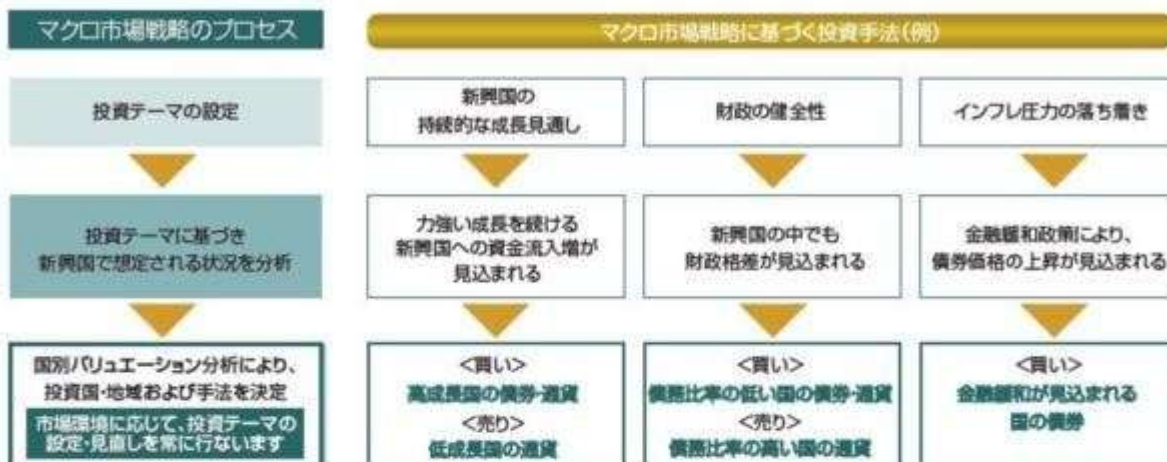 マクロ市場戦略のプロセス
マクロ市場戦略に基づく投資手法(例)
投資テーマの設定
投資テーマに基づき
新興国で想定される状況を分析
国別バリュエーション分析により、
投資国・地域および手法を決定
市場環境に応じて、投資テーマの
設定・見直しを常に行ないます
新興国の
持続的な成長見通し
力強い成長を続ける
新興国への資金流入増が
見込まれる
<買い>
高成長国の債券・通貨
<売り>
低成長国の通貨
財政の健全性
新興国の中でも
財政格差が見込まれる
<買い>
債務比率の低い国の債券・通貨
<売り>
債務比率の高い国の通貨
インフレ圧力の落ち着き
金融緩和政策により、
債券価格の上昇が見込まれる
<買い>
金融緩和が見込まれる
国の債券